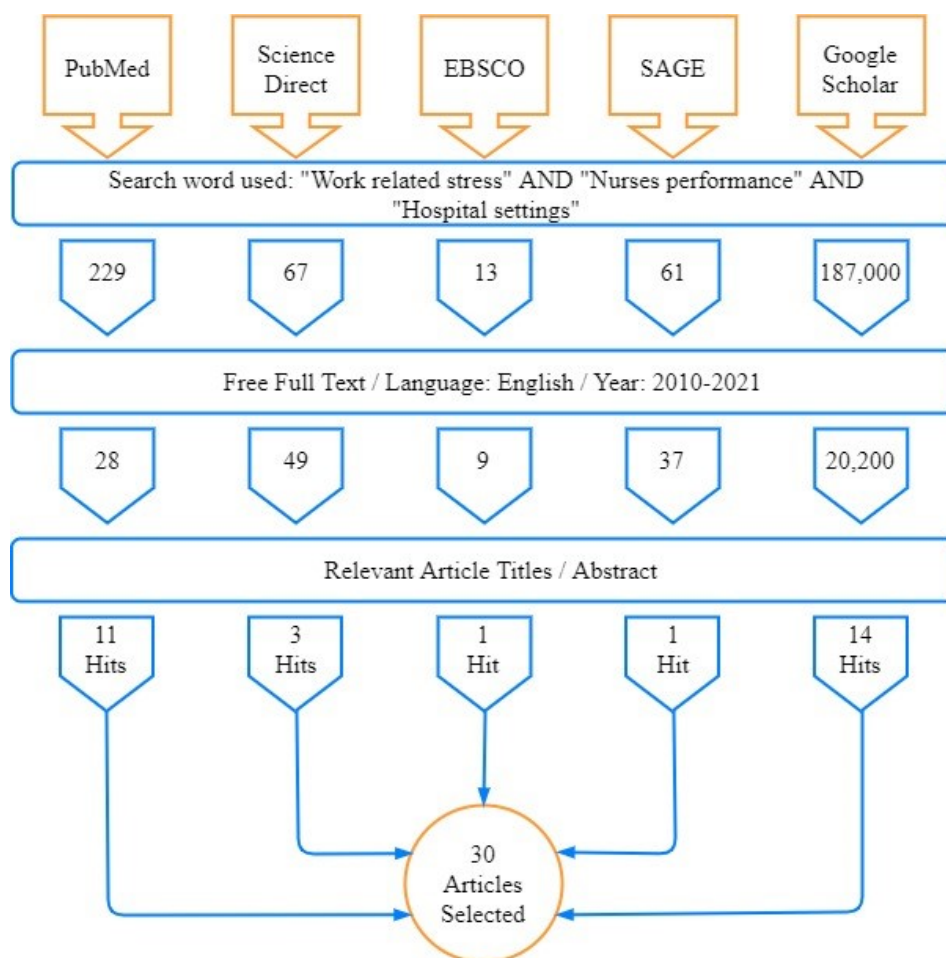 PubMed
Science
Direct
EBSCO
SAGE
Google
Scholar
Search word used: "Work related stress" AND "Nurses performance" AND
"Hospital settings"
229
67
13
61
187,000
Free Full Text / Language: English / Year: 2010-2021
28
49
9
37
20,200
Relevant Article Titles / Abstract
11
Hits
3
Hits
1
Hit
1
Hit
14
Hits
30
Articles
Selected